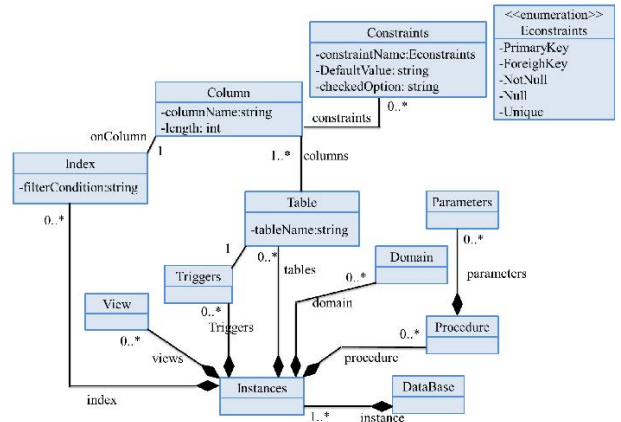 Constraints
-constraintName:Econstraints
-DefaultValue: string
-checkedOption: string
<<enumeration>>
Econstraints
-PrimaryKey
-ForeighKey
-NotNull
-Null
-Unique
Column
-columnName:string
-length: int
0..*
constraints
onColumn
1
1..*
columns
Index
-filterCondition:string
0..*
Table
-tableName:string
Parameters
0..*
1
0..*
tables
Triggers
0..*
Triggers
Domain
0..*
domain
parameters
View
0..*
views
Procedure
0..*
procedure
Instances
index
DataBase
1..*
instance